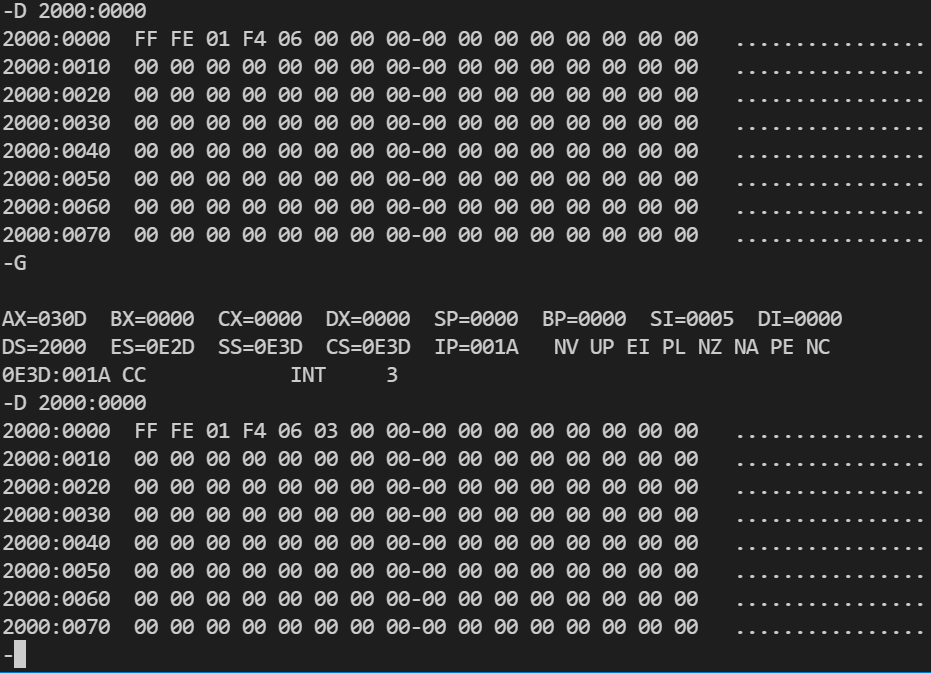 -D 2000:0000
2000:0000  FF FE 01 F4 06 00 00 00-00 00 00 00 00 00 00 00   ................
2000:0010  00 00 00 00 00 00 00 00-00 00 00 00 00 00 00 00   ................
2000:0020  00 00 00 00 00 00 00 00-00 00 00 00 00 00 00 00   ................
2000:0030  00 00 00 00 00 00 00 00-00 00 00 00 00 00 00 00   ................
2000:0040  00 00 00 00 00 00 00 00-00 00 00 00 00 00 00 00   ................
2000:0050  00 00 00 00 00 00 00 00-00 00 00 00 00 00 00 00   ................
2000:0060  00 00 00 00 00 00 00 00-00 00 00 00 00 00 00 00   ................
2000:0070  00 00 00 00 00 00 00 00-00 00 00 00 00 00 00 00   ................
-G
AX=030D  BX=0000  CX=0000  DX=0000  SP=0000  BP=0000  SI=0005  DI=0000
DS=2000  ES=0E2D  SS=0E3D  CS=0E3D  IP=001A   NV UP EI PL NZ NA PE NC
0E3D:001A CC            INT     3
-D 2000:0000
2000:0000  FF FE 01 F4 06 03 00 00-00 00 00 00 00 00 00 00   ................
2000:0010  00 00 00 00 00 00 00 00-00 00 00 00 00 00 00 00   ................
2000:0020  00 00 00 00 00 00 00 00-00 00 00 00 00 00 00 00   ................
2000:0030  00 00 00 00 00 00 00 00-00 00 00 00 00 00 00 00   ................
2000:0040  00 00 00 00 00 00 00 00-00 00 00 00 00 00 00 00   ................
2000:0050  00 00 00 00 00 00 00 00-00 00 00 00 00 00 00 00   ................
2000:0060  00 00 00 00 00 00 00 00-00 00 00 00 00 00 00 00   ................
2000:0070  00 00 00 00 00 00 00 00-00 00 00 00 00 00 00 00   ................
-